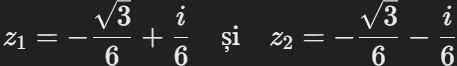 z₁ = −√3/6 + i/6 și z₂ = −√3/6 − i/6